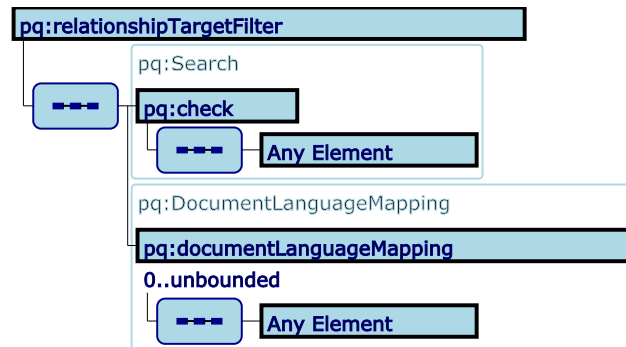 pq:relationshipTargetFilter
pq:Search
pq:check
Any Element
pq:DocumentLanguageMapping
pq:documentLanguageMapping
0..unbounded
Any Element